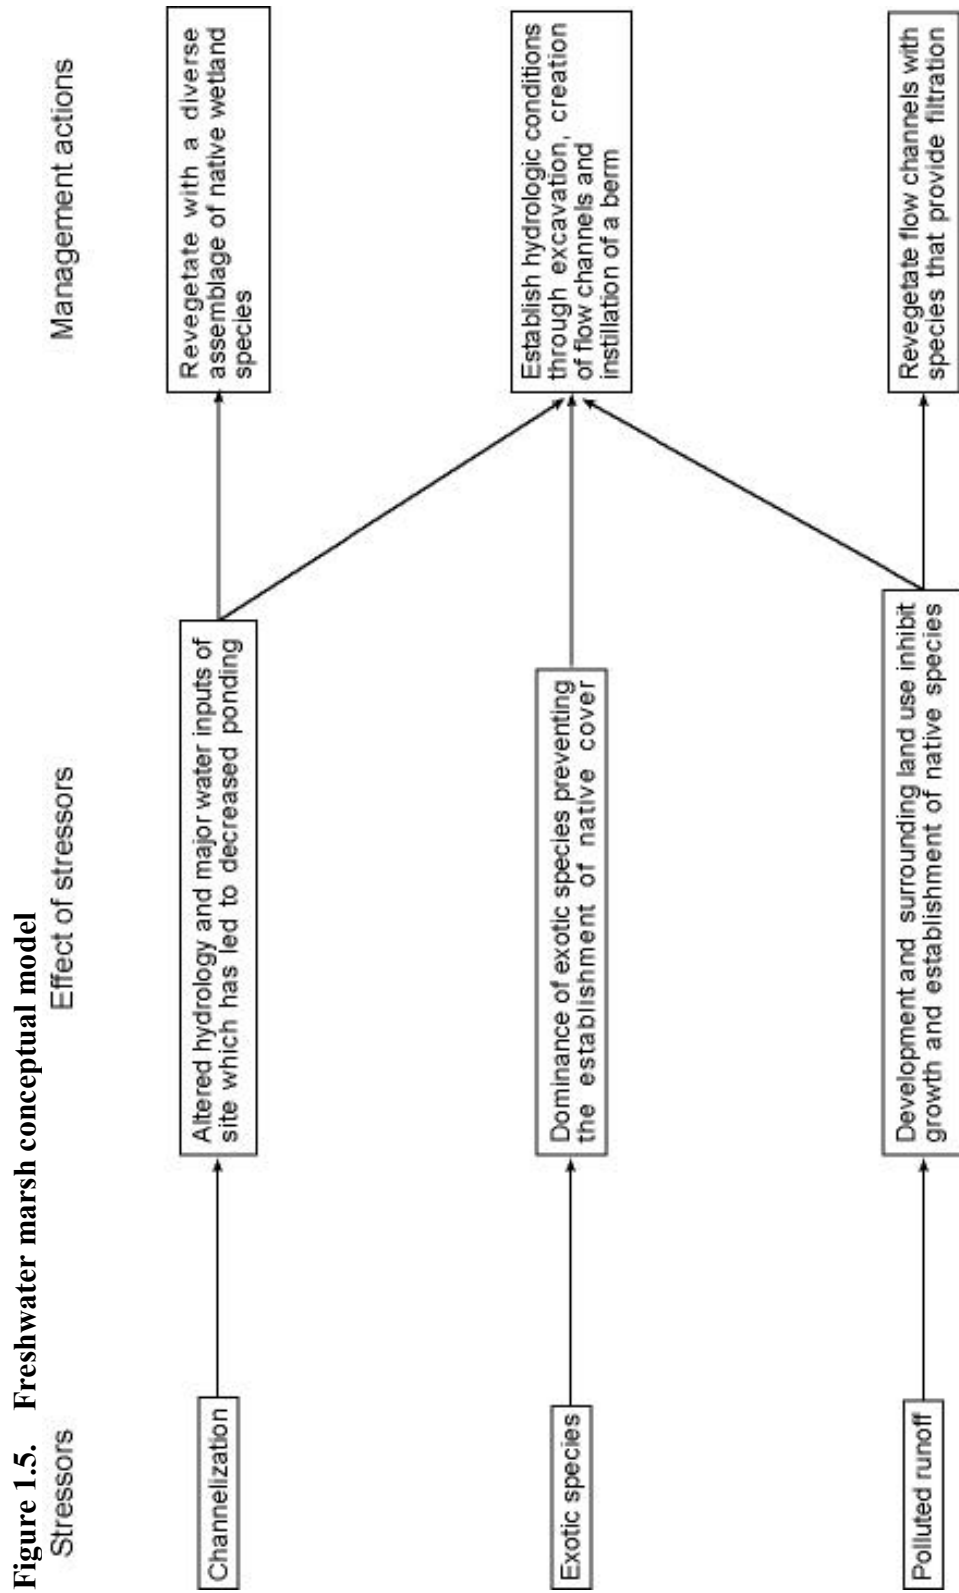 Figure 1.5. Freshwater marsh conceptual model
Stressors
Effect of stressors
Management actions
Channelization
Altered hydrology and major water inputs of
site which has led to decreased ponding
Revegetate with a diverse
assemblage of native wetland
species
Exotic species
Dominance of exotic species preventing
the establishment of native cover
Establish hydrologic conditions
through excavation, creation
of flow channels and
instillation of a berm
Polluted runoff
Development and surrounding land use inhibit
growth and establishment of native species
Revegetate flow channels with
species that provide filtration